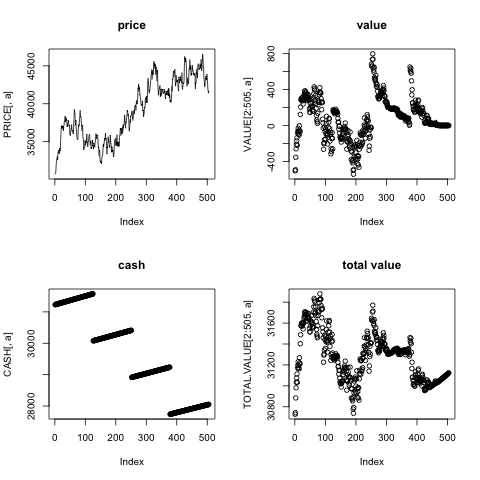 price
PRICE[, a]
35000 40000 45000
0 100 200 300 400 500
Index
value
VALUE[2:505, a]
400 0 400 800
0 100 200 300 400 500
Index
cash
CASH[, a]
28000 30000
0 100 200 300 400 500
Index
total value
TOTAL.VALUE[2:505, a]
30800 31200 31600
0 100 200 300 400 500
Index